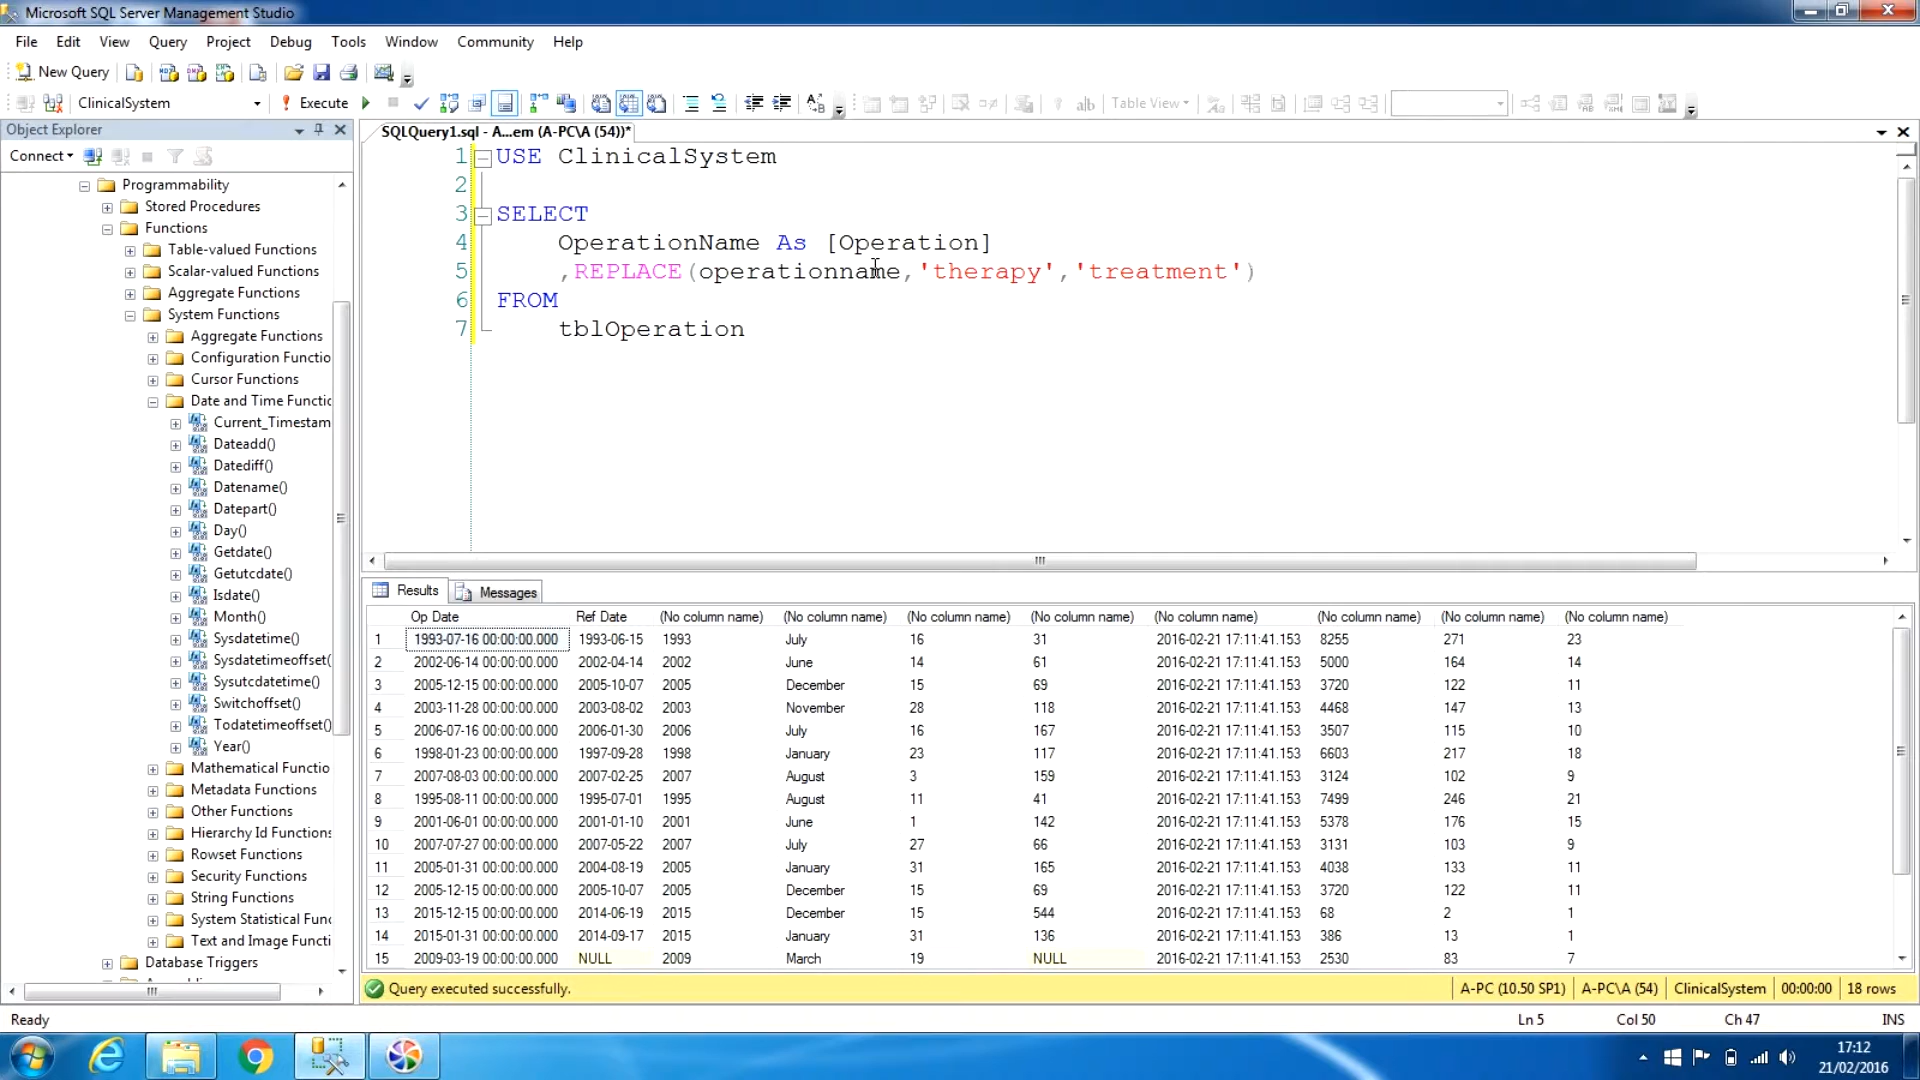 Microsoft SQL Server Management Studio
File Edit View Query Project Debug Tools Window Community Help
New Query
ClinicalSystem Execute Table View
Object Explorer
Connect
Programmability
Stored Procedures
Functions
Table-valued Functions
Scalar-valued Functions
Aggregate Functions
System Functions
Aggregate Functions
Configuration Functio
Cursor Functions
Date and Time Functic
Current_Timestam
Dateadd()
Datediff()
Datename()
Datepart()
Day()
Getdate()
Getutcdate()
Isdate()
Month()
Sysdatetime()
Sysdatetimeoffset(
Sysutcdatetime()
Switchoffset()
Todatetimeoffset()
Year()
Mathematical Functio
Metadata Functions
Other Functions
Hierarchy Id Functions
Rowset Functions
Security Functions
String Functions
System Statistical Func
Text and Image Functi
Database Triggers
SQLQuery1.sql - A...em (A-PC\A (54))*
1 USE ClinicalSystem
2
3 SELECT
4 OperationName As [Operation]
5 ,REPLACE(operationname,'therapy','treatment')
6 FROM
7 tblOperation
Results Messages
Op Date Ref Date (No column name) (No column name) (No column name) (No column name) (No column name) (No column name) (No column name) (No column name)
1 1993-07-16 00:00:00.000 1993-06-15 1993 July 16 31 2016-02-21 17:11:41.153 8255 271 23
2 2002-06-14 00:00:00.000 2002-04-14 2002 June 14 61 2016-02-21 17:11:41.153 5000 164 14
3 2005-12-15 00:00:00.000 2005-10-07 2005 December 15 69 2016-02-21 17:11:41.153 3720 122 11
4 2003-11-28 00:00:00.000 2003-08-02 2003 November 28 118 2016-02-21 17:11:41.153 4468 147 13
5 2006-07-16 00:00:00.000 2006-01-30 2006 July 16 167 2016-02-21 17:11:41.153 3507 115 10
6 1998-01-23 00:00:00.000 1997-09-28 1998 January 23 117 2016-02-21 17:11:41.153 6603 217 18
7 2007-08-03 00:00:00.000 2007-02-25 2007 August 3 159 2016-02-21 17:11:41.153 3124 102 9
8 1995-08-11 00:00:00.000 1995-07-01 1995 August 11 41 2016-02-21 17:11:41.153 7499 246 21
9 2001-06-01 00:00:00.000 2001-01-10 2001 June 1 142 2016-02-21 17:11:41.153 5378 176 15
10 2007-07-27 00:00:00.000 2007-05-22 2007 July 27 66 2016-02-21 17:11:41.153 3131 103 9
11 2005-01-31 00:00:00.000 2004-08-19 2005 January 31 165 2016-02-21 17:11:41.153 4038 133 11
12 2005-12-15 00:00:00.000 2005-10-07 2005 December 15 69 2016-02-21 17:11:41.153 3720 122 11
13 2015-12-15 00:00:00.000 2014-06-19 2015 December 15 544 2016-02-21 17:11:41.153 68 2 1
14 2015-01-31 00:00:00.000 2014-09-17 2015 January 31 136 2016-02-21 17:11:41.153 386 13 1
15 2009-03-19 00:00:00.000 NULL 2009 March 19 NULL 2016-02-21 17:11:41.153 2530 83 7
Query executed successfully. A-PC (10.50 SP1) A-PC\A (54) ClinicalSystem 00:00:00 18 rows
Ready Ln 5 Col 50 Ch 47 INS
17:12
21/02/2016